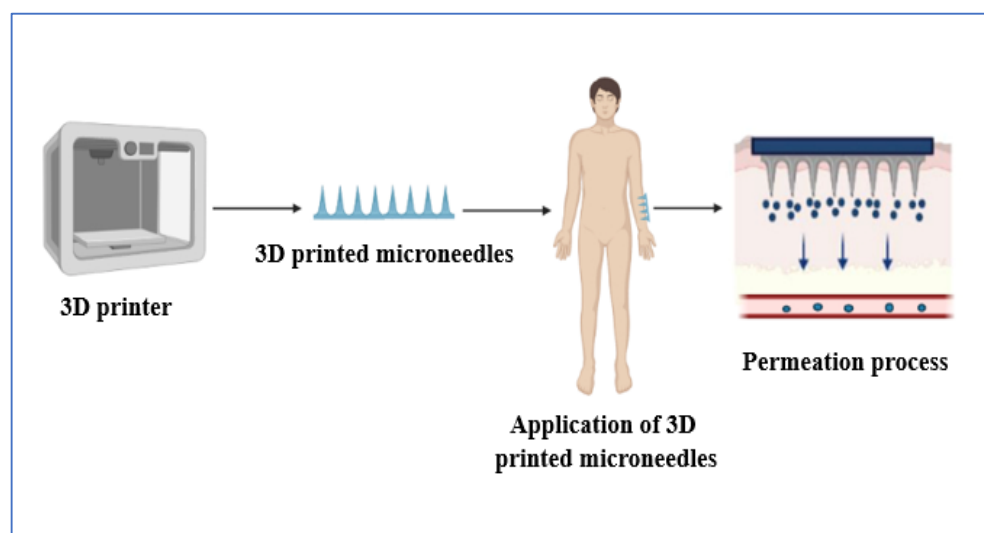 3D printer
3D printed microneedles
Application of 3D
printed microneedles
Permeation process